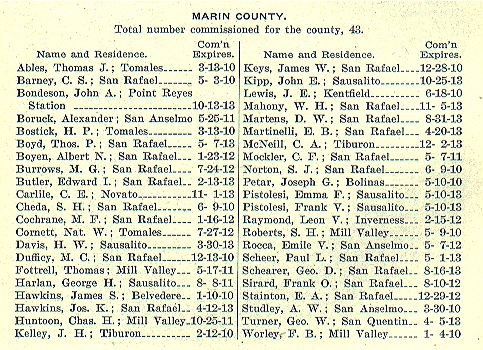 MARIN COUNTY.
Total number commissioned for the county, 43.
Name and Residence. Com'n Expires.
Ables, Thomas J.; Tomales 3-13-10
Barney, C. S.; San Rafael 5- 3-10
Bondeson, John A.; Point Reyes
Station 10-13-13
Boruck, Alexander; San Anselmo 5-25-11
Bostick, H. P.; Tomales 3-13-10
Boyd, Thos. P.; San Rafael 5- 7-13
Boyen, Albert N.; San Rafael 1-23-12
Burrows, M. G.; San Rafael 7-24-12
Butler, Edward I.; San Rafael 2-13-13
Carlile, C. E.; Novato 11- 1-13
Cheda, S. H.; San Rafael 6- 9-10
Cochrane, M. F.; San Rafael 1-16-12
Cornett, Nat. W.; Tomales 7-27-12
Davis, H. W.; Sausalito 3-30-13
Dufficy, M. C.; San Rafael 12-13-10
Fottrell, Thomas; Mill Valley 5-17-11
Harlan, George H.; Sausalito 8- 8-11
Hawkins, James S.; Belvedere 1-10-10
Hawkins, Jos. K.; San Rafael 4-12-13
Huntoon, Chas. H.; Mill Valley 10-25-11
Kelley, J. H.; Tiburon 2-12-10
Name and Residence. Com'n Expires.
Keys, James W.; San Rafael 12-28-10
Kipp, John E.; Sausalito 10-25-13
Lewis, J. E.; Kentfield 6-18-10
Mahony, W. H.; San Rafael 11- 5-13
Martens, D. W.; San Rafael 8-31-13
Martinelli, E. B.; San Rafael 4-20-13
McNeill, C. A.; Tiburon 12- 2-13
Mockler, C. F.; San Rafael 5- 7-11
Norton, S. J.; San Rafael 6- 9-10
Petar, Joseph G.; Bolinas 5-10-10
Pistolesi, Emma F.; Sausalito 5-10-13
Pistolesi, Frank V.; Sausalito 5-10-13
Raymond, Leon V.; Inverness 2-15-12
Roberts, S. H.; Mill Valley 5- 9-10
Rocca, Emile V.; San Anselmo 5- 7-12
Scheer, Paul L.; San Rafael 5- 1-13
Schearer, Geo. D.; San Rafael 8-16-13
Sirard, Frank O.; San Rafael 8-10-12
Stainton, E. A.; San Rafael 12-29-12
Studley, A. W.; San Anselmo 3-30-10
Turner, Geo. W.; San Quentin 4- 5-13
Worley, F. B.; Mill Valley 1- 4-10